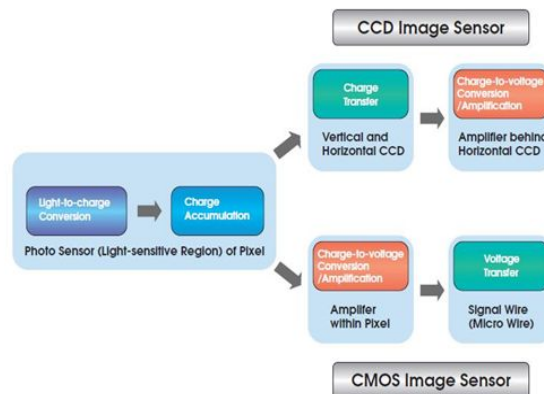 CCD Image Sensor
Charge
Transfer
Vertical and
Horizontal CCD
Charge-to-voltage
Conversion
/Amplification
Amplifier behind
Horizontal CCD
Light-to-charge
Conversion
Charge
Accumulation
Photo Sensor (Light-sensitive Region) of Pixel
Charge-to-voltage
Conversion
/Amplification
Amplifer
within Pixel
Voltage
Transfer
Signal Wire
(Micro Wire)
CMOS Image Sensor